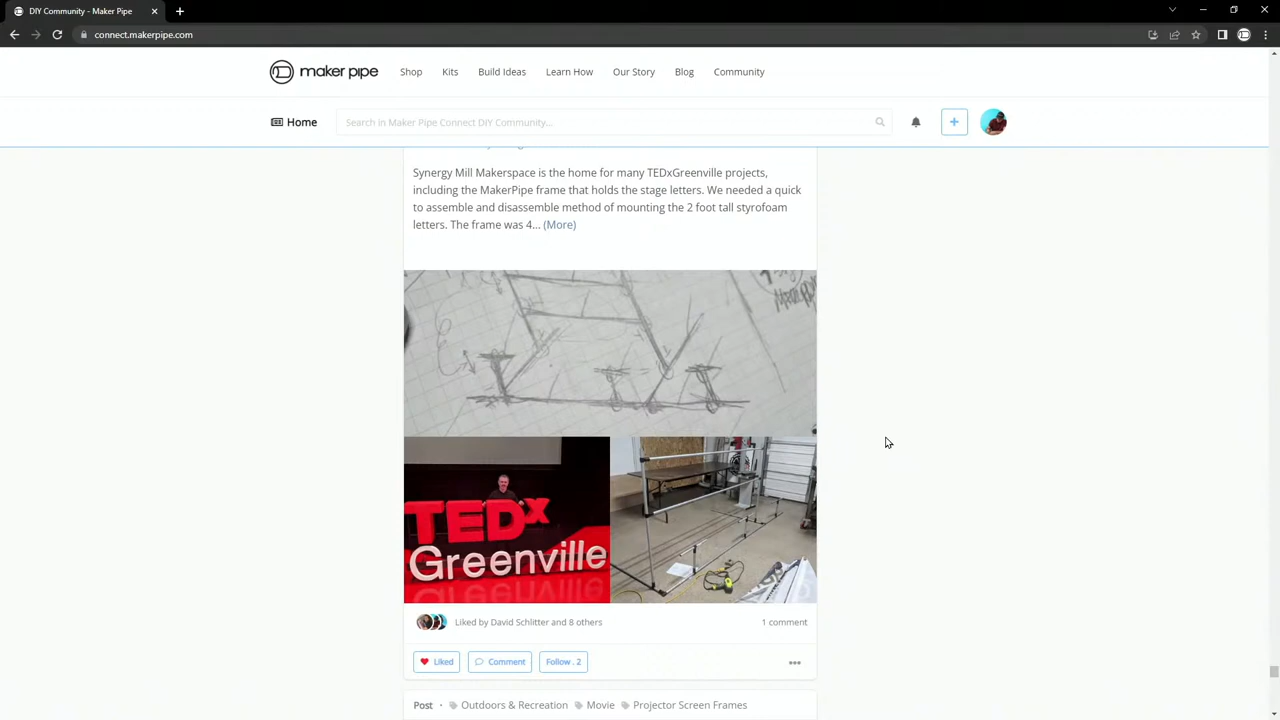 DIY Community - Maker Pipe
connect.makerpipe.com
maker pipe
Shop
Kits
Build Ideas
Learn How
Our Story
Blog
Community
Home
Search in Maker Pipe Connect DIY Community...
Synergy Mill Makerspace is the home for many TEDxGreenville projects,
including the MakerPipe frame that holds the stage letters. We needed a quick
to assemble and disassemble method of mounting the 2 foot tall styrofoam
letters. The frame was 4... (More)
TEDx
Greenville
Liked by David Schlitter and 8 others
1 comment
Liked
Comment
Follow . 2
Post · Outdoors & Recreation Movie Projector Screen Frames